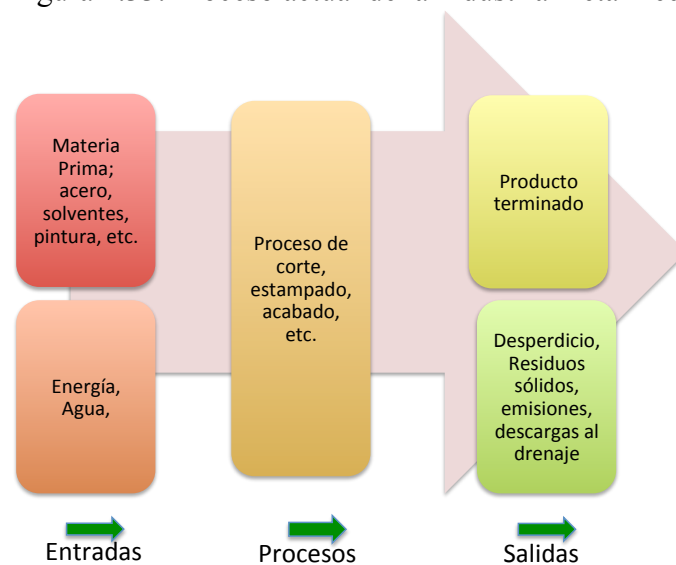 Materia
Prima;
acero,
solventes,
pintura, etc.
Energía,
Agua,
Proceso de
corte,
estampado,
acabado,
etc.
Producto
terminado
Desperdicio,
Residuos
sólidos,
emisiones,
descargas al
drenaje
Entradas
Procesos
Salidas